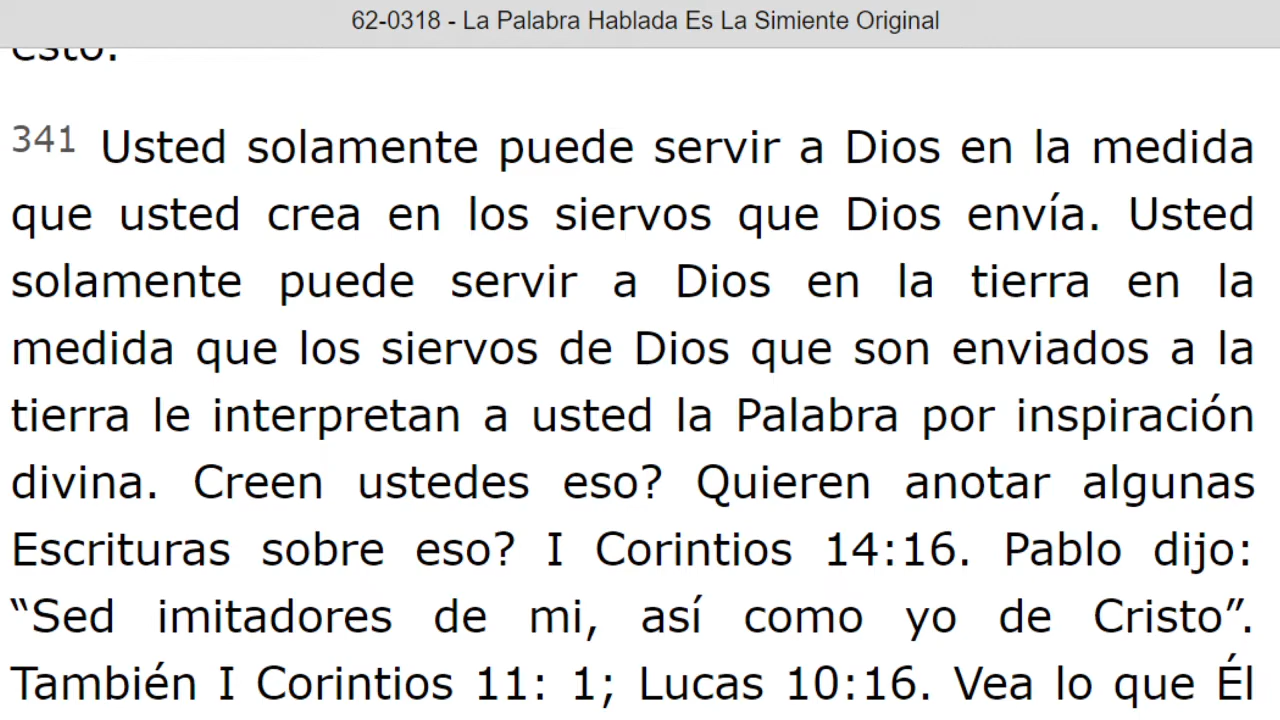 62-0318 - La Palabra Hablada Es La Simiente Original
esto.
341 Usted solamente puede servir a Dios en la medida
que usted crea en los siervos que Dios envía. Usted
solamente puede servir a Dios en la tierra en la
medida que los siervos de Dios que son enviados a la
tierra le interpretan a usted la Palabra por inspiración
divina. Creen ustedes eso? Quieren anotar algunas
Escrituras sobre eso? I Corintios 14:16. Pablo dijo:
“Sed imitadores de mi, así como yo de Cristo”.
También I Corintios 11: 1; Lucas 10:16. Vea lo que Él